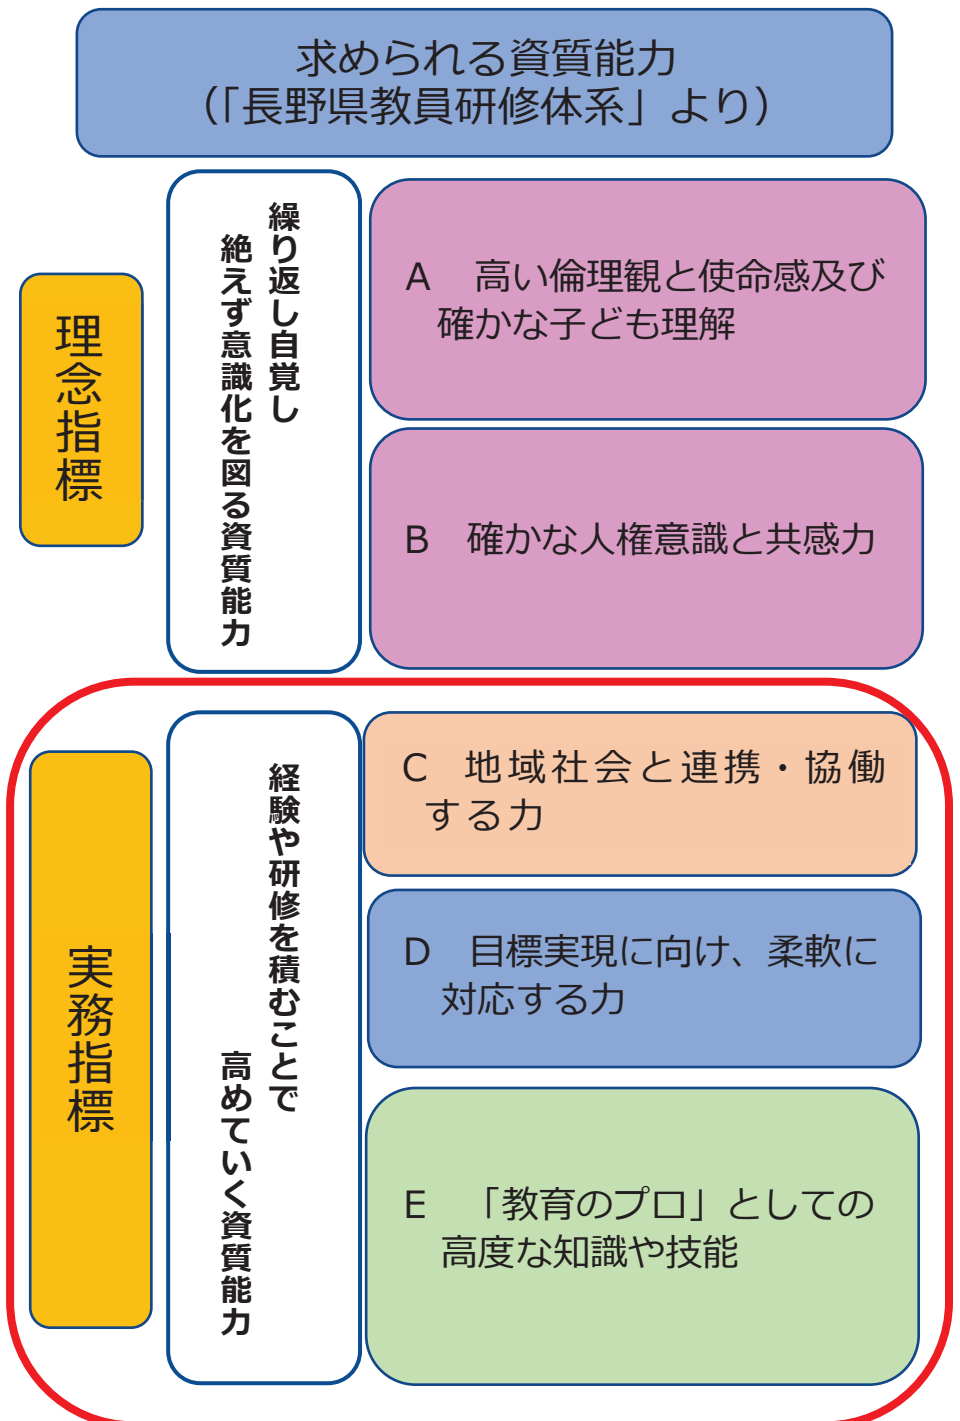 求められる資質能力
（「長野県教員研修体系」より）
理念指標
繰り返し自覚し
絶えず意識化を図る資質能力
A　高い倫理観と使命感及び
確かな子ども理解
B　確かな人権意識と共感力
実務指標
経験や研修を積むことで
高めていく資質能力
C　地域社会と連携・協働
する力
D　目標実現に向け、柔軟に
対応する力
E　「教育のプロ」としての
高度な知識や技能